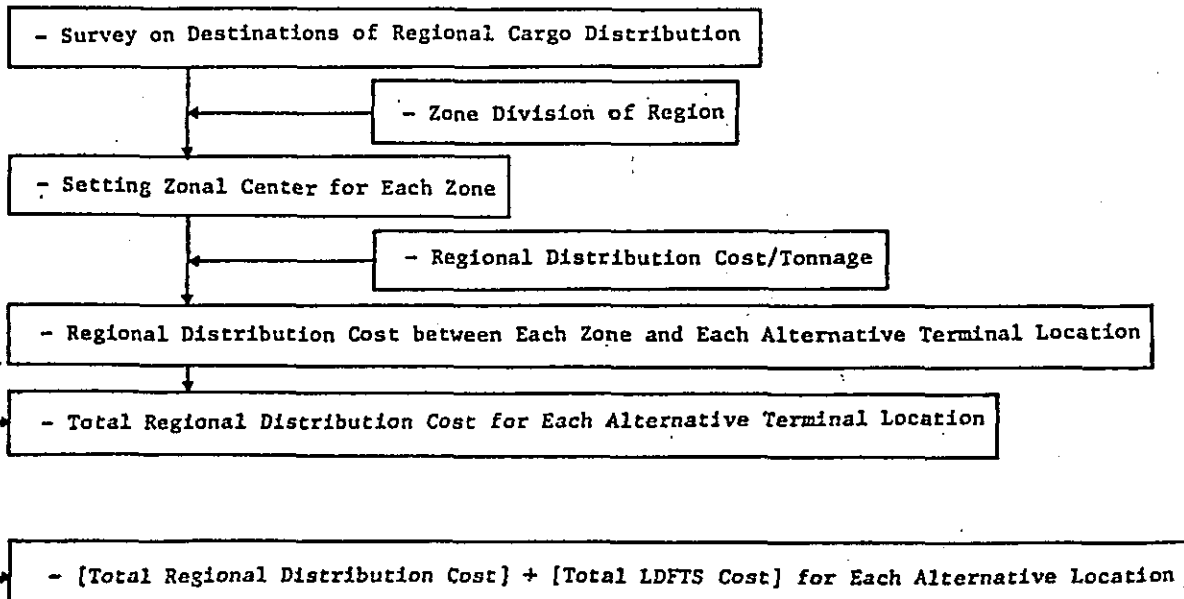 - Survey on Destinations of Regional Cargo Distribution
- Zone Division of Region
- Setting Zonal Center for Each Zone
- Regional Distribution Cost/Tonnage
- Regional Distribution Cost between Each Zone and Each Alternative Terminal Location
- Total Regional Distribution Cost for Each Alternative Terminal Location
- [Total Regional Distribution Cost] + [Total LDFTS Cost] for Each Alternative Location